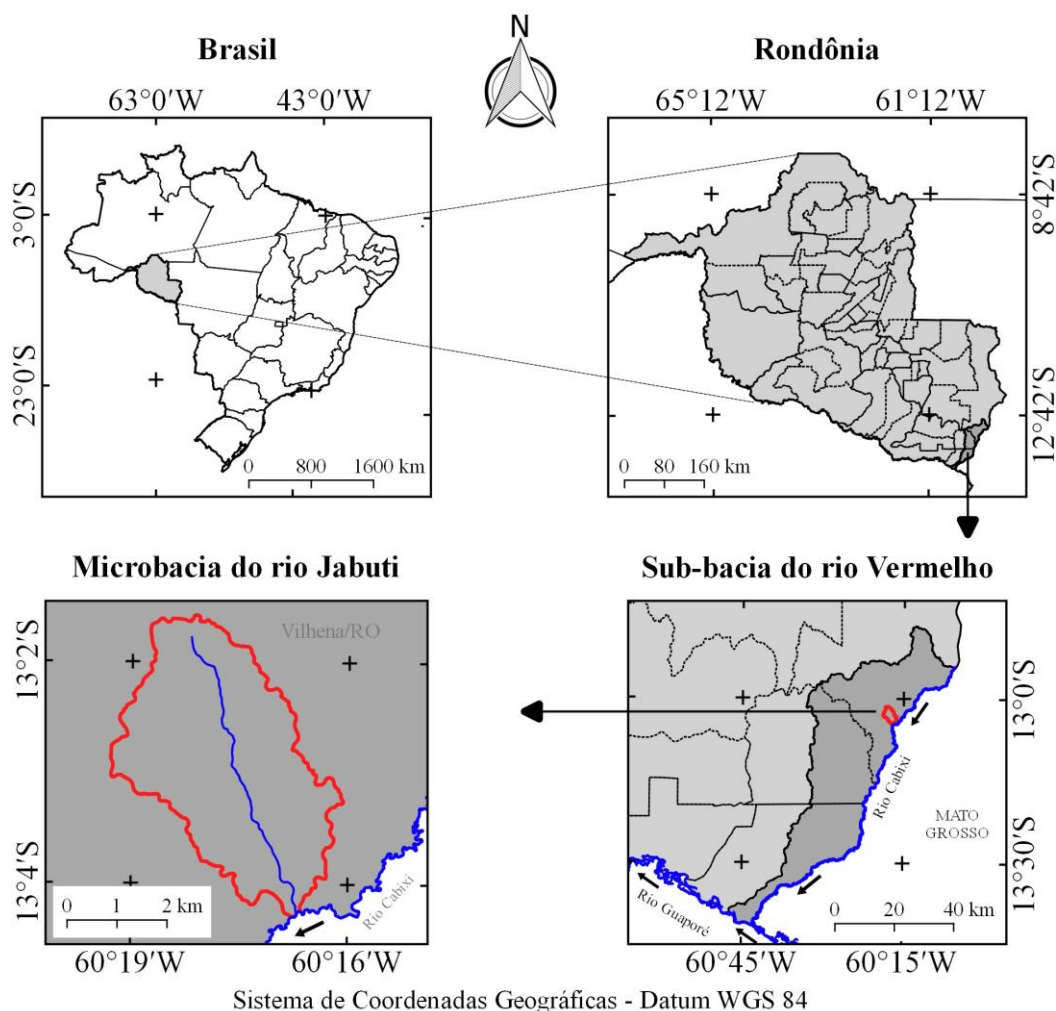 N
Brasil
Rondônia
63°0'W 43°0'W
65°12'W 61°12'W
3°0'S
23°0'S
8°42'S
12°42'S
0 800 1600 km
0 80 160 km
Microbacia do rio Jabuti
Sub-bacia do rio Vermelho
Vilhena/RO
13°2'S
13°4'S
Rio Cabixi
0 1 2 km
60°19'W 60°16'W
13°0'S
13°30'S
Rio Cabixi
MATO
GROSSO
Rio Guaporé
0 20 40 km
60°45'W 60°15'W
Sistema de Coordenadas Geográficas - Datum WGS 84